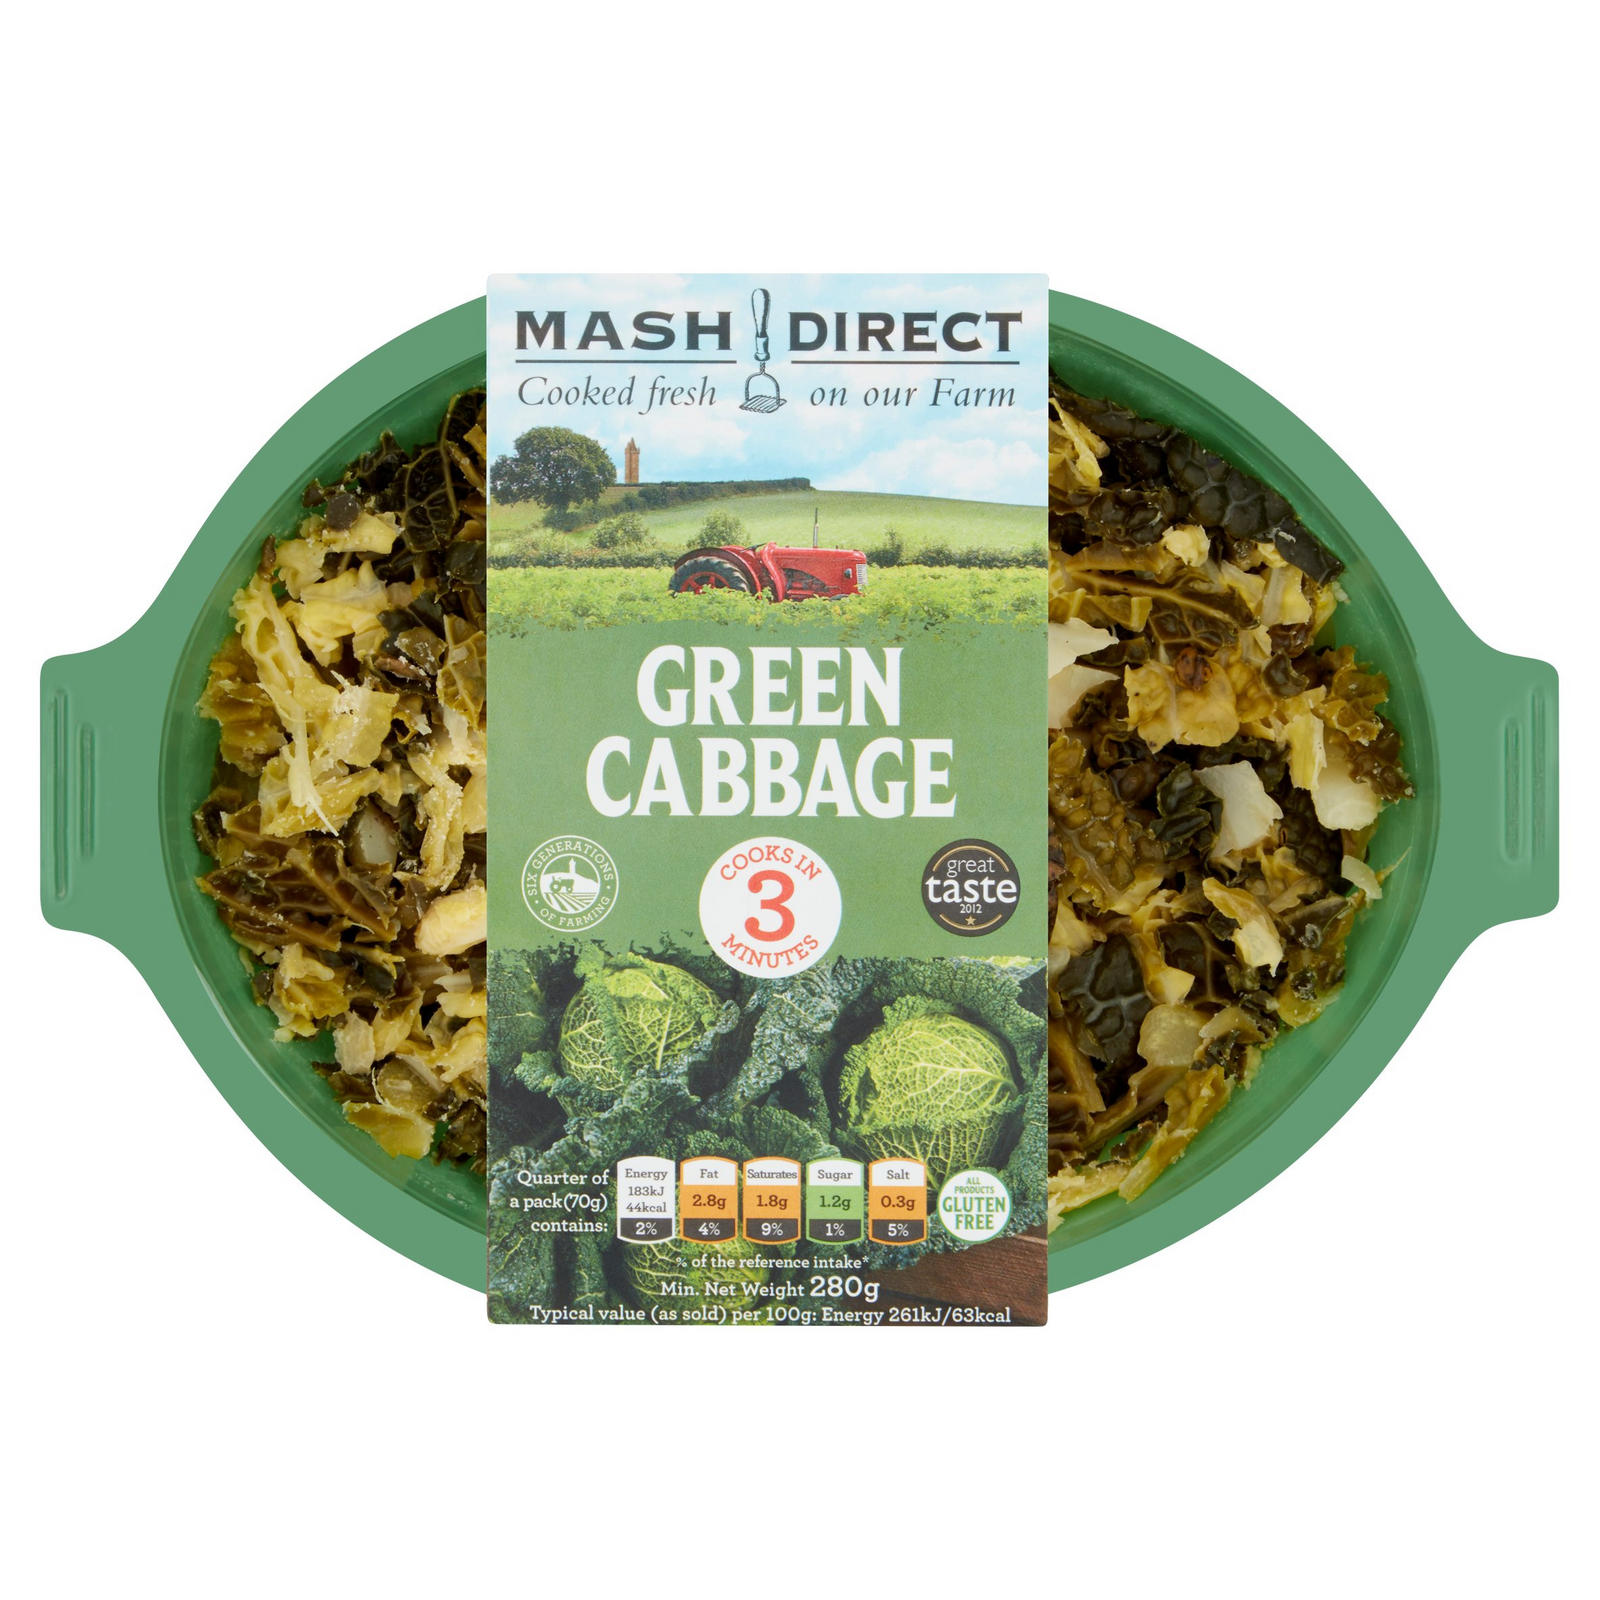 MASH DIRECT
Cooked fresh on our Farm
GREEN
CABBAGE
SIX GENERATIONS
OF FARMING
COOKS IN
3
MINUTES
great
taste
2012
Quarter of
a pack(70g)
contains:
Energy
183kJ
44kcal
2%
Fat
2.8g
4%
Saturates
1.8g
9%
Sugar
1.2g
1%
Salt
0.3g
5%
ALL
PRODUCTS
GLUTEN
FREE
% of the reference intake*
Min. Net Weight 280g
Typical value (as sold) per 100g: Energy 261kJ/63kcal